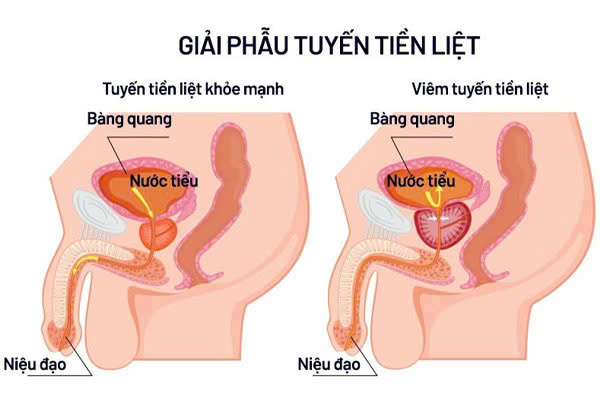 GIẢI PHẪU TUYẾN TIỀN LIỆT
Tuyến tiền liệt khỏe mạnh
Bàng quang
Nước tiểu
Niệu đạo
Viêm tuyến tiền liệt
Bàng quang
Nước tiểu
Niệu đạo